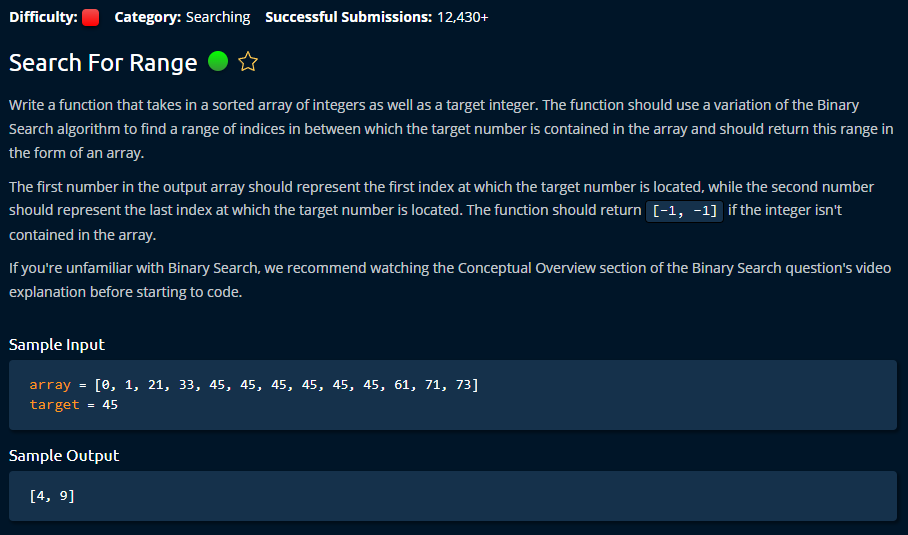 Difficulty: Category: Searching Successful Submissions: 12,430+
Search For Range
Write a function that takes in a sorted array of integers as well as a target integer. The function should use a variation of the Binary
Search algorithm to find a range of indices in between which the target number is contained in the array and should return this range in
the form of an array.
The first number in the output array should represent the first index at which the target number is located, while the second number
should represent the last index at which the target number is located. The function should return [-1, -1] if the integer isn't
contained in the array.
If you're unfamiliar with Binary Search, we recommend watching the Conceptual Overview section of the Binary Search question's video
explanation before starting to code.
Sample Input
array = [0, 1, 21, 33, 45, 45, 45, 45, 45, 45, 61, 71, 73]
target = 45
Sample Output
[4, 9]